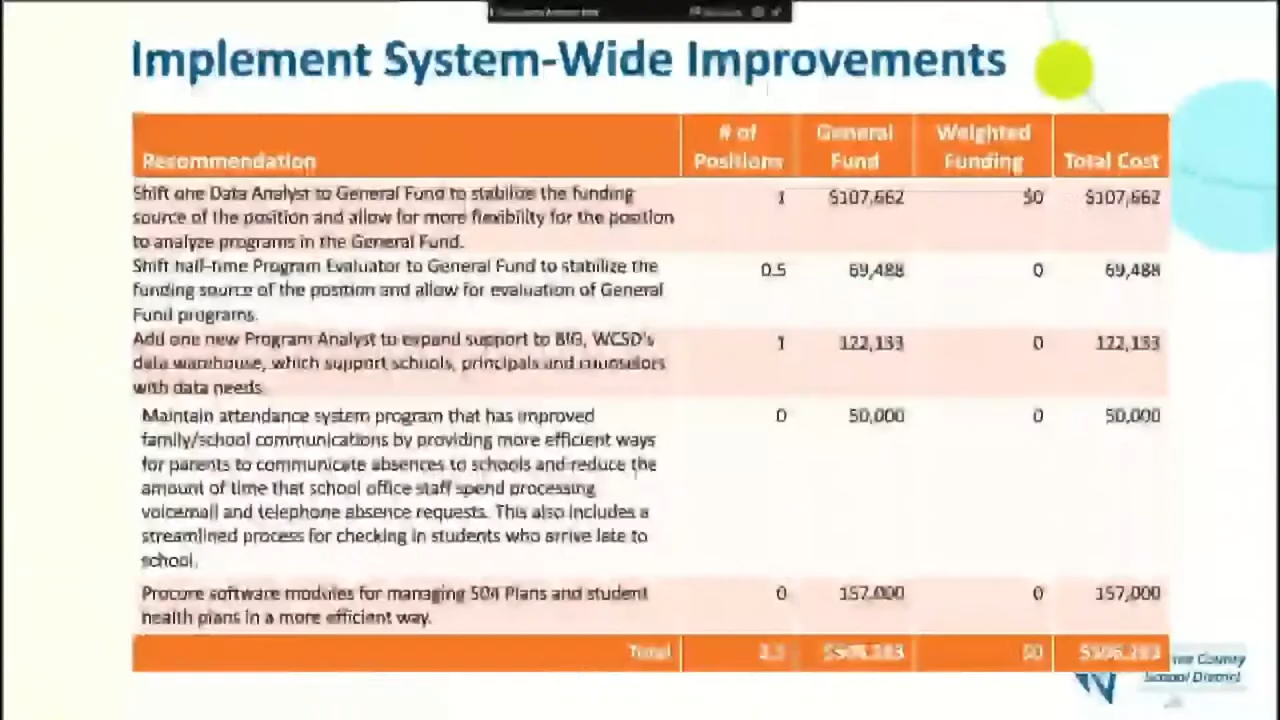 Implement System-Wide Improvements
# of General Weighted
Recommendation Positions Fund Funding Total Cost
Shift one Data Analyst to General Fund to stabilize the funding 1 $107,662 $0 $107,662
source of the position and allow for more flexibility for the position
to analyze programs in the General Fund.
Shift half-time Program Evaluator to General Fund to stabilize the 0.5 69,488 0 69,488
funding source of the position and allow for evaluation of General
Fund programs.
Add one new Program Analyst to expand support to BIG, WCSD's 1 122,133 0 122,133
data warehouse, which support schools, principals and counselors
with data needs.
Maintain attendance system program that has improved 0 50,000 0 50,000
family/school communications by providing more efficient ways
for parents to communicate absences to schools and reduce the
amount of time that school office staff spend processing
voicemail and telephone absence requests. This also includes a
streamlined process for checking in students who arrive late to
school.
Procure software modules for managing 504 Plans and student 0 157,000 0 157,000
health plans in a more efficient way.
Total $0
County
School District